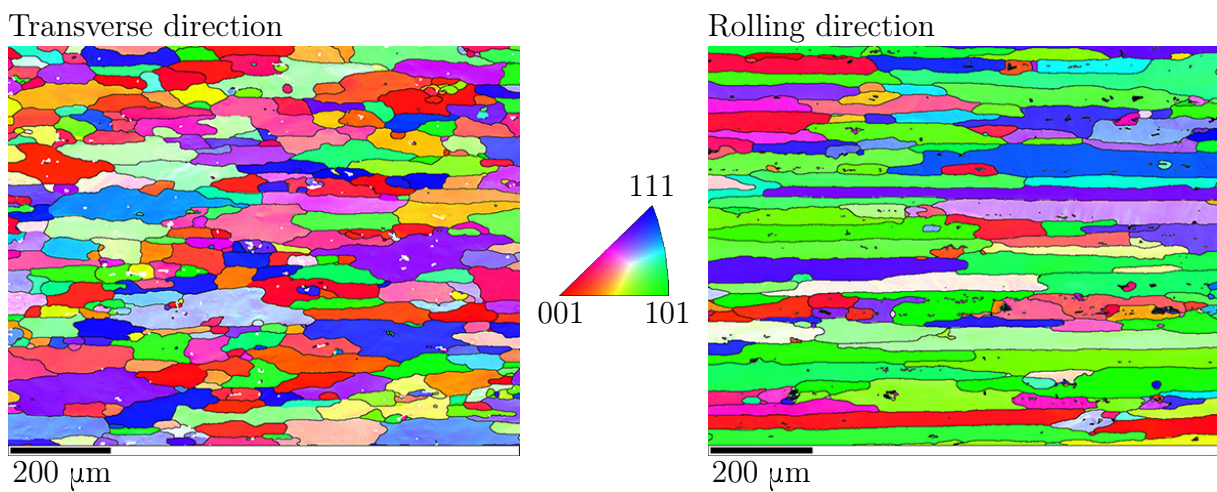 Transverse direction
Rolling direction
111
001
101
200 μm
200 μm